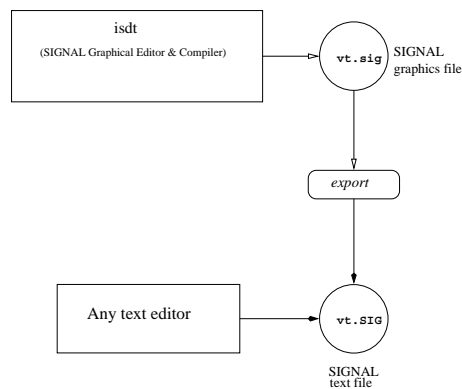 isdt
(SIGNAL Graphical Editor & Compiler)
vt.sig
SIGNAL
graphics file
export
Any text editor
vt.SIG
SIGNAL
text file